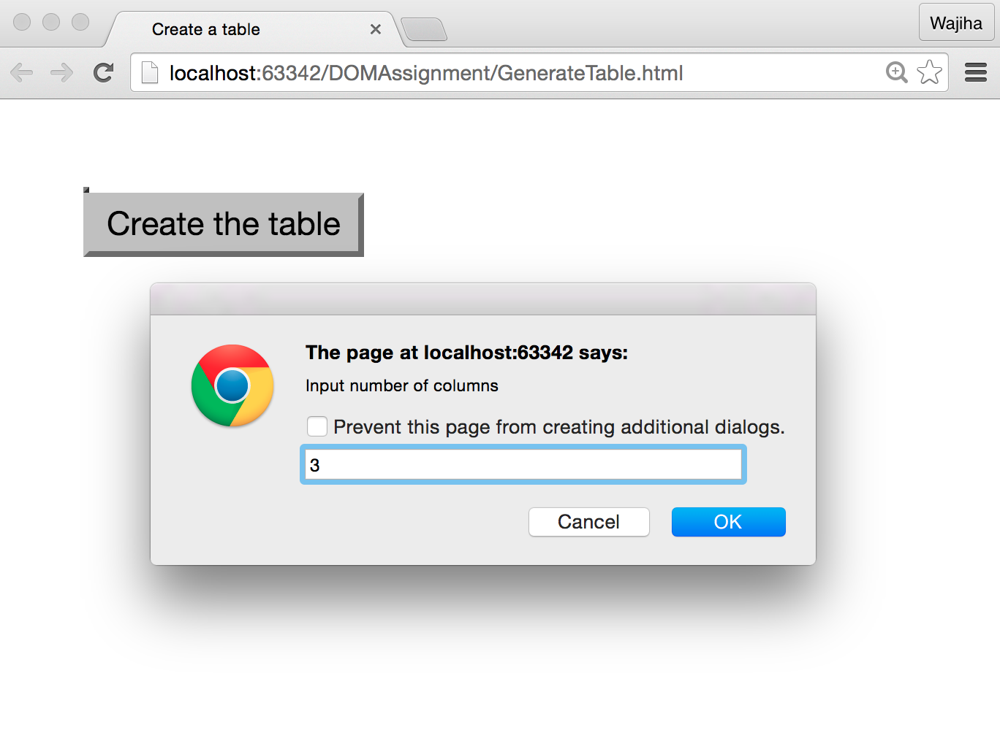 Create a table
Wajiha
localhost:63342/DOMAssignment/GenerateTable.html
Create the table
The page at localhost:63342 says:
Input number of columns
Prevent this page from creating additional dialogs.
3
Cancel
OK